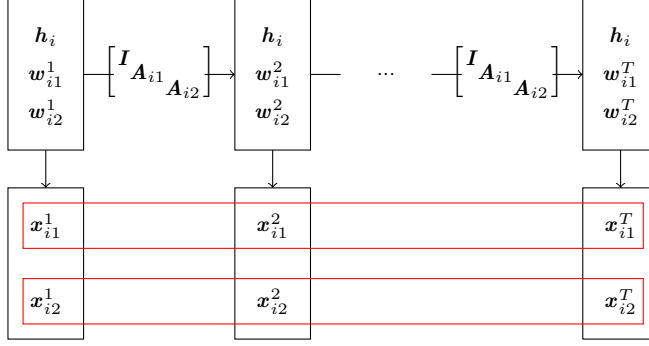 h_i h_i h_i
w_{i1}^1 [I A_{i1} A_{i2}] w_{i1}^2 ... [I A_{i1} A_{i2}] w_{i1}^T
w_{i2}^1 w_{i2}^2 w_{i2}^T
x_{i1}^1 x_{i1}^2 x_{i1}^T
x_{i2}^1 x_{i2}^2 x_{i2}^T